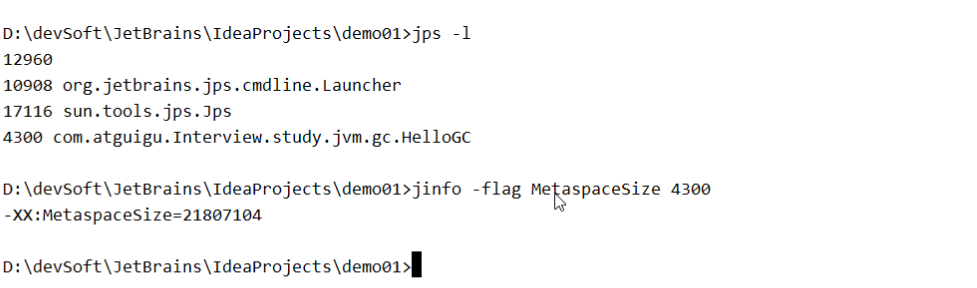 D:\devSoft\JetBrains\IdeaProjects\demo01>jps -l
12960
10908 org.jetbrains.jps.cmdline.Launcher
17116 sun.tools.jps.Jps
4300 com.atguigu.Interview.study.jvm.gc.HelloGC
D:\devSoft\JetBrains\IdeaProjects\demo01>jinfo -flag MetaspaceSize 4300
-XX:MetaspaceSize=21807104
D:\devSoft\JetBrains\IdeaProjects\demo01>